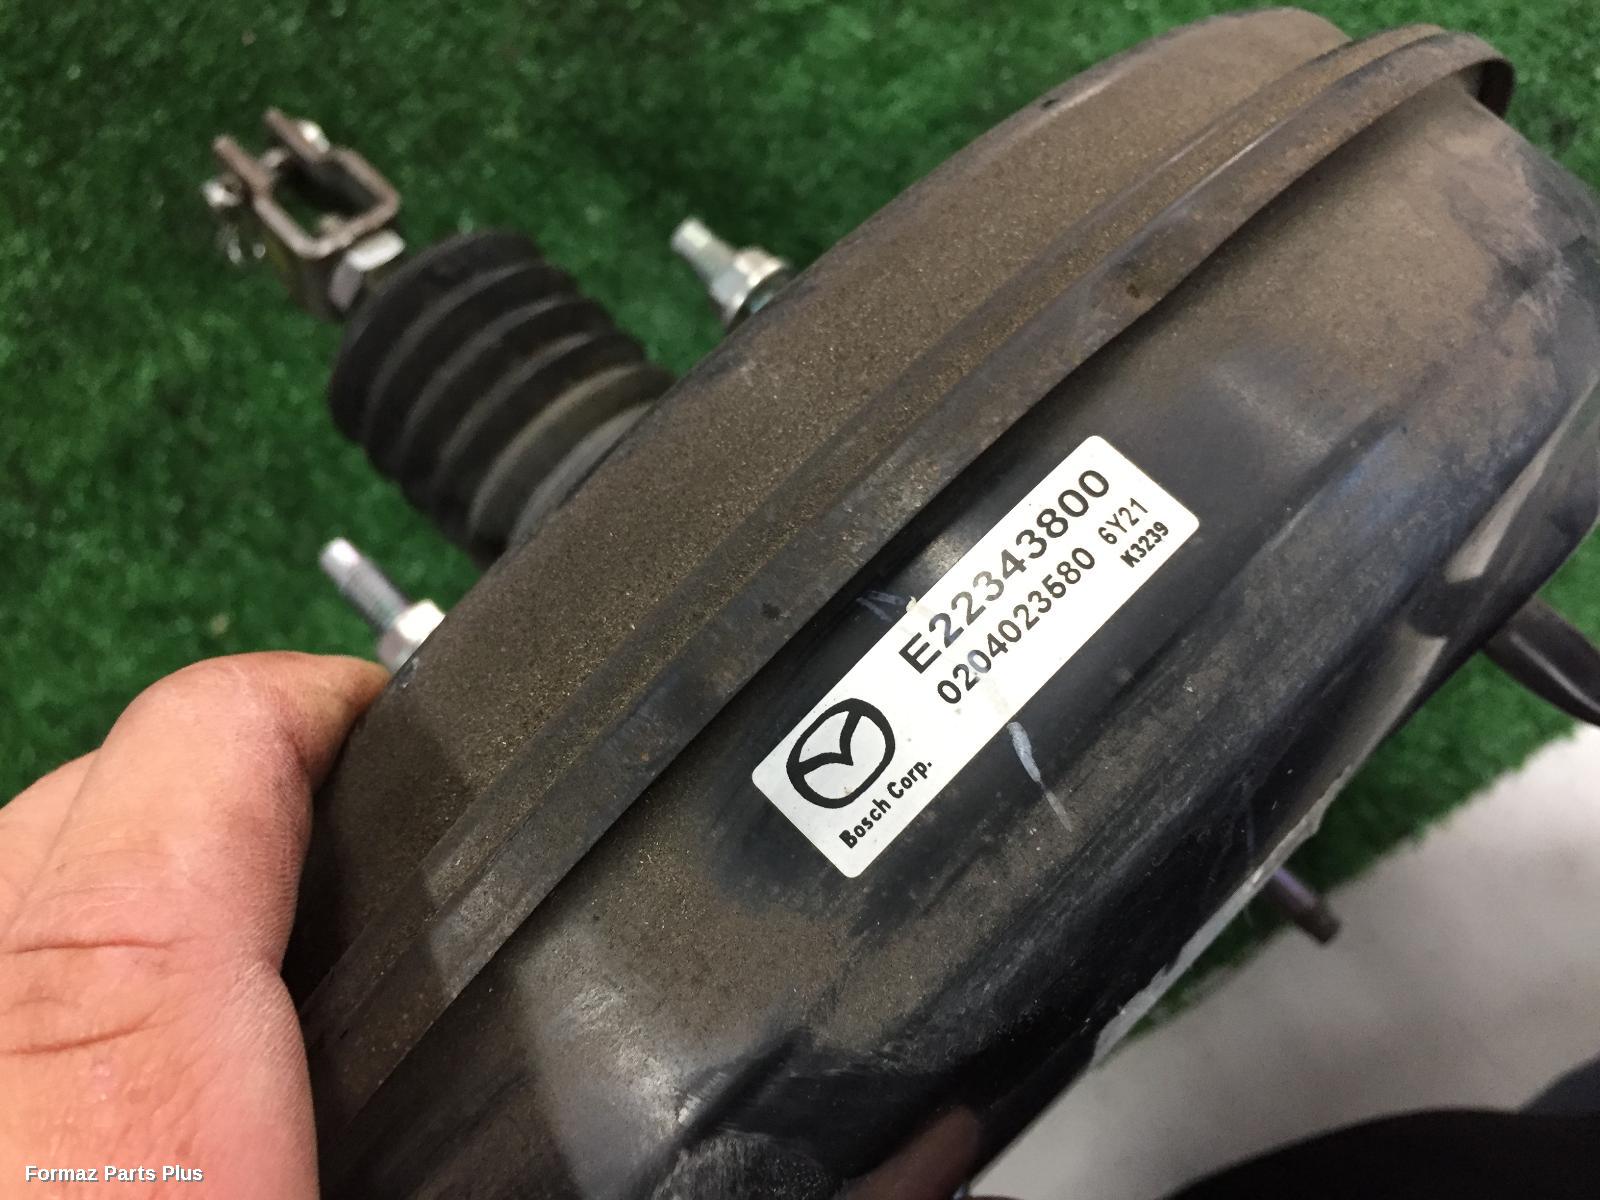 E22343800
0204023580 6Y21
K3239
Bosch Corp.
Formaz Parts Plus